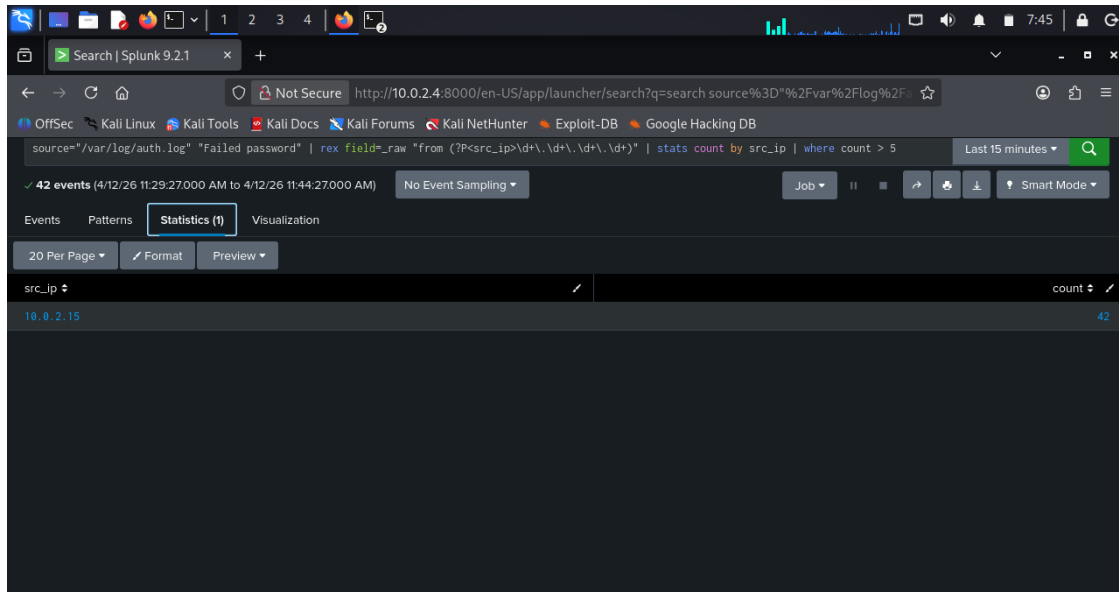 1 2 3 4 2 7:45
Search | Splunk 9.2.1
Not Secure http://10.0.2.4:8000/en-US/app/launcher/search?q=search source%3D"%2Fvar%2Flog%2Fa
OffSec Kali Linux Kali Tools Kali Docs Kali Forums Kali NetHunter Exploit-DB Google Hacking DB
source="/var/log/auth.log" "Failed password" | rex field=_raw "from (?P<src_ip>\d+\.\d+\.\d+\.\d+)" | stats count by src_ip | where count > 5 Last 15 minutes
42 events (4/12/26 11:29:27.000 AM to 4/12/26 11:44:27.000 AM) No Event Sampling Job Smart Mode
Events Patterns Statistics (1) Visualization
20 Per Page Format Preview
src_ip count
10.0.2.15 42